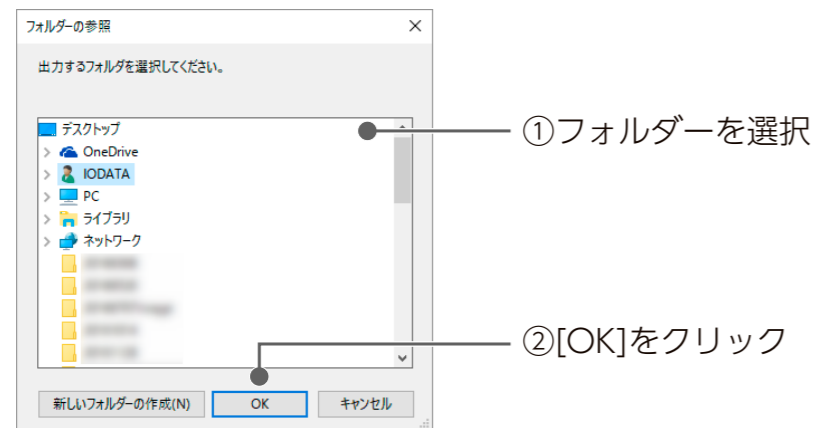 フォルダーの参照
出力するフォルダを選択してください。
デスクトップ
OneDrive
IODATA
PC
ライブラリ
ネットワーク
新しいフォルダーの作成(N)
OK
キャンセル
①フォルダーを選択
②[OK]をクリック